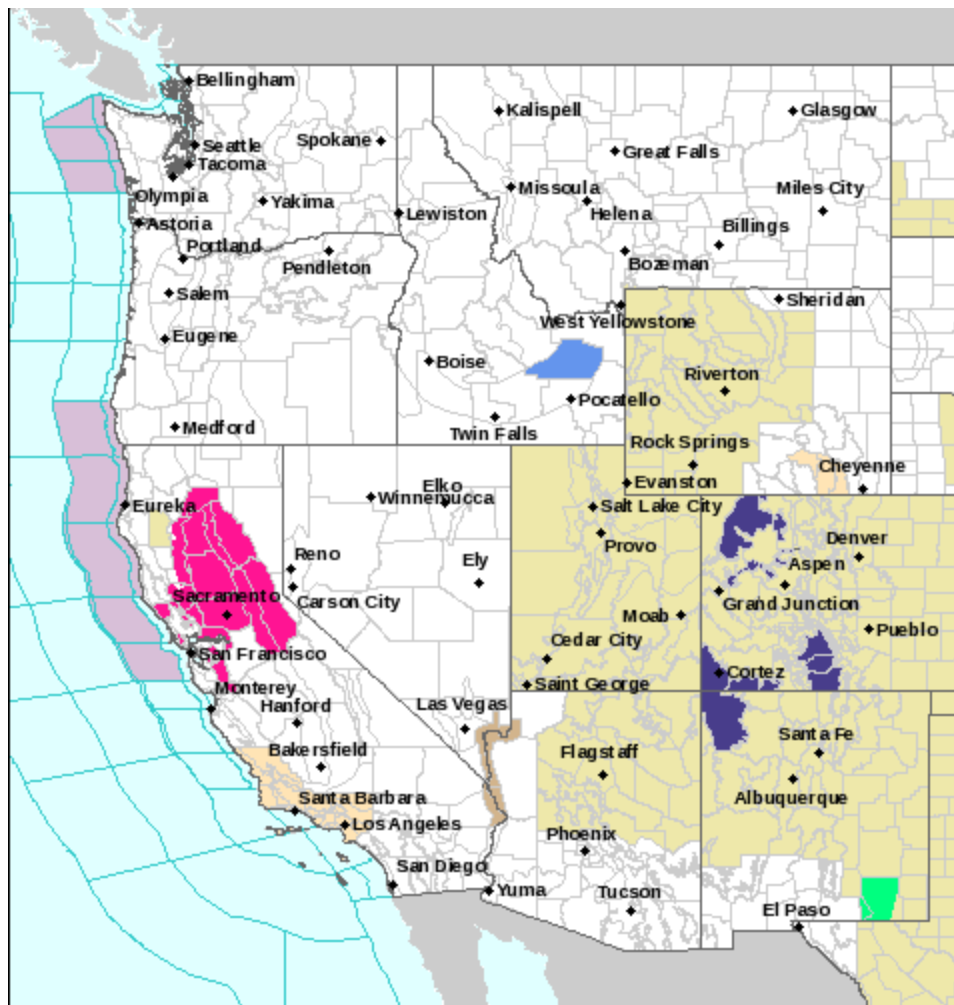 Bellingham
Kalispell
Glasgow
Seattle
Spokane
Great Falls
Tacoma
Missoula
Miles City
Olympia
Yakima
Helena
Lewiston
Astoria
Billings
Portland
Pendleton
Bozeman
Salem
Sheridan
West Yellowstone
Eugene
Boise
Riverton
Pocatello
Medford
Twin Falls
Rock Springs
Cheyenne
Elko
Evanston
Winnemucca
Eureka
Salt Lake City
Denver
Provo
Reno
Ely
Aspen
Sacramento
Carson City
Grand Junction
Moab
Pueblo
Cedar City
San Francisco
Cortez
Saint George
Monterey
Hanford
Las Vegas
Santa Fe
Bakersfield
Flagstaff
Santa Barbara
Albuquerque
Los Angeles
Phoenix
San Diego
Yuma
Tucson
El Paso